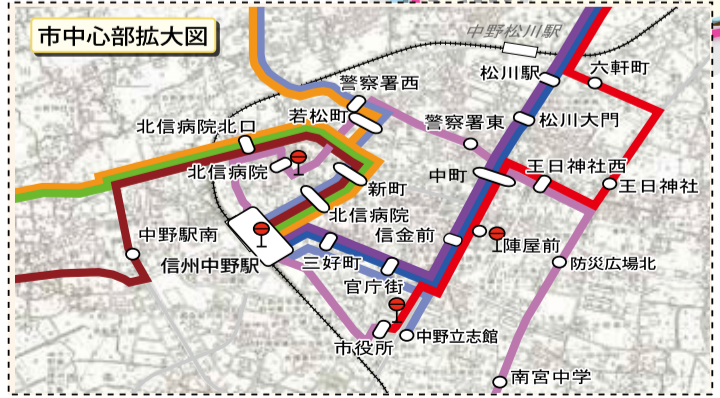 市中心部拡大図
中野松川駅
松川駅
六軒町
警察署西
若松町
北信病院北口
警察署東
松川大門
北信病院
新町
中町
王日神社西
王日神社
北信病院
中野駅南
信金前
陣屋前
信州中野駅
三好町
防災広場北
官庁街
中野立志館
市役所
南宮中学